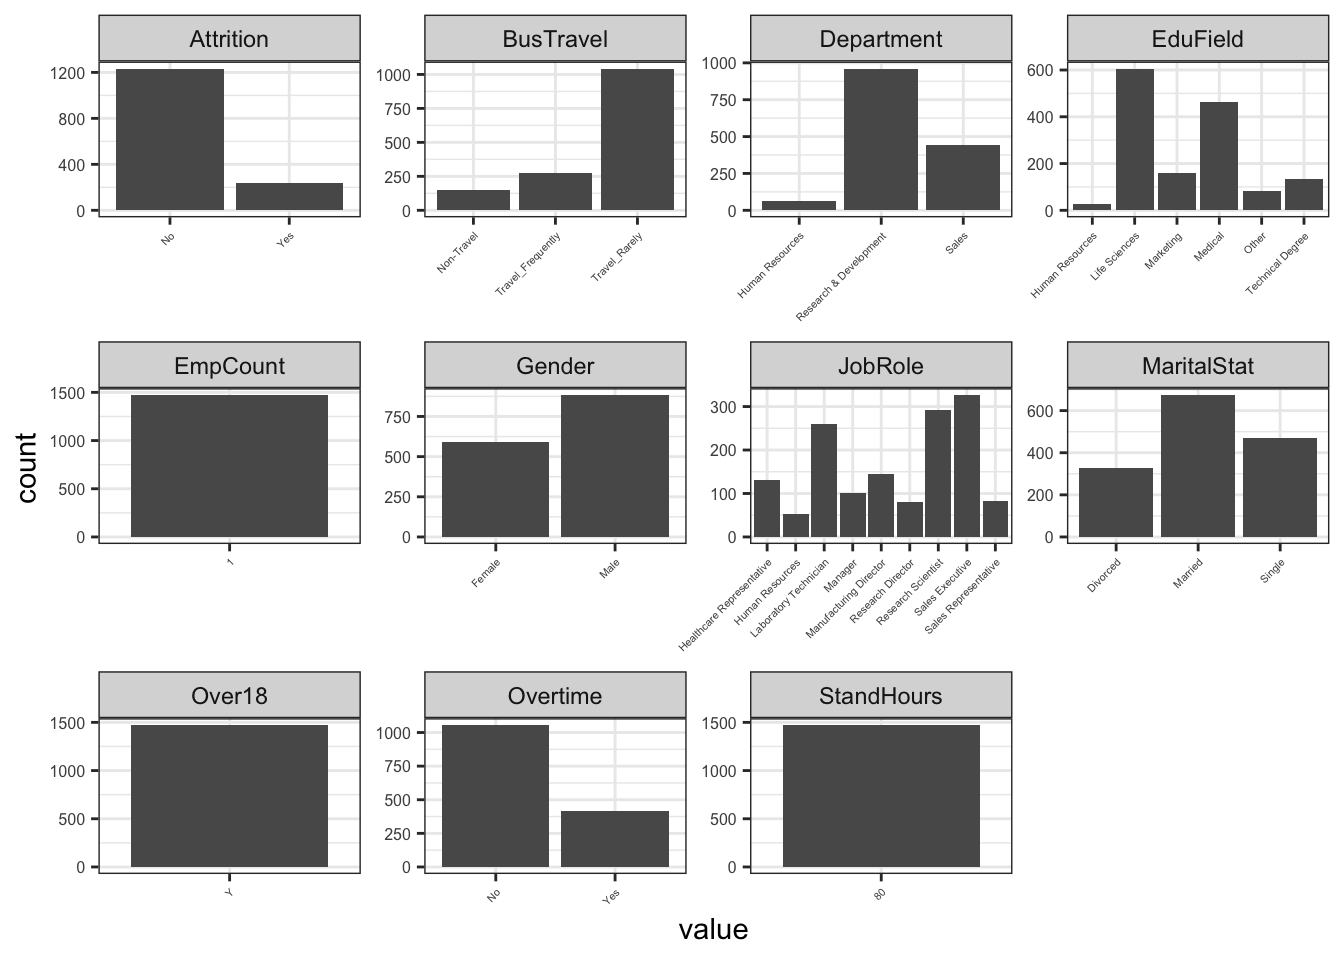 Attrition
1200
800
400
0
No
Yes
BusTravel
1000
750
500
250
0
Non-Travel
Travel_Frequently
Travel_Rarely
Department
1000
750
500
250
0
Human Resources
Research & Development
Sales
EduField
600
400
200
0
Human Resources
Life Sciences
Marketing
Medical
Other
Technical Degree
count
EmpCount
1500
1000
500
0
1
Gender
750
500
250
0
Female
Male
JobRole
300
200
100
0
Healthcare Representative
Human Resources
Laboratory Technician
Manager
Manufacturing Director
Research Director
Research Scientist
Sales Executive
Sales Representative
MaritalStat
600
400
200
0
Divorced
Married
Single
Over18
1500
1000
500
0
Y
Overtime
1000
750
500
250
0
No
Yes
StandHours
1500
1000
500
0
80
value